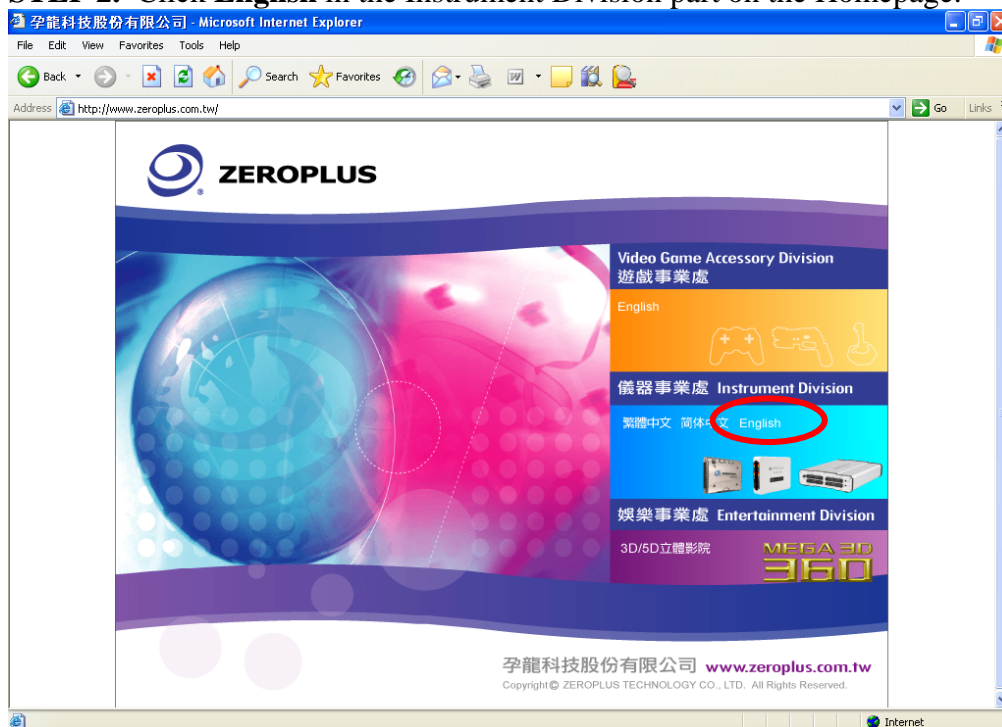 STEP 2: Click English in the Instrument Division part on the Homepage.
孕龍科技股份有限公司 - Microsoft Internet Explorer
File Edit View Favorites Tools Help
Back Search Favorites
Address http://www.zeroplus.com.tw/ Go Links
ZEROPLUS
Video Game Accessory Division
遊戲事業處
English
儀器事業處 Instrument Division
繁體中文 简体中文 English
娛樂事業處 Entertainment Division
3D/5D立體影院 MEGA 3D
360
孕龍科技股份有限公司 www.zeroplus.com.tw
Copyright© ZEROPLUS TECHNOLOGY CO., LTD. All Rights Reserved.
Internet